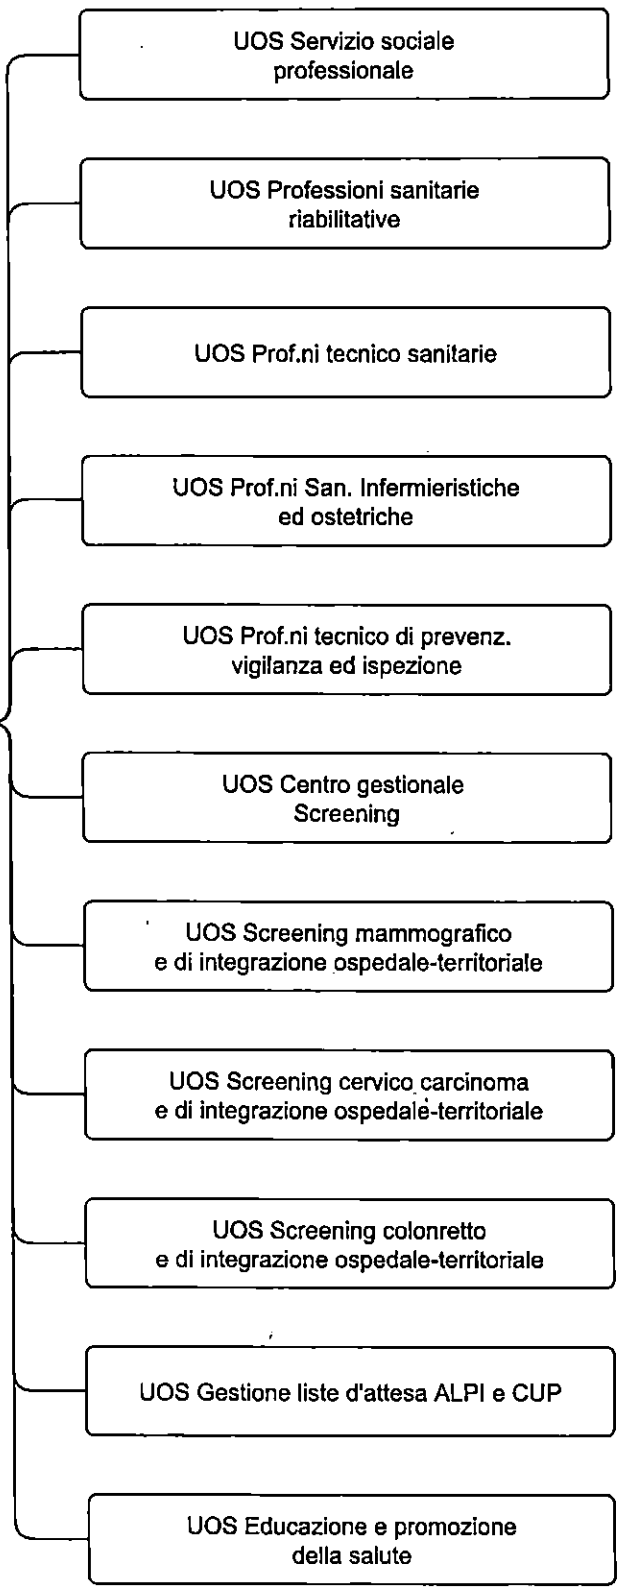 UOS Servizio sociale
professionale
UOS Professioni sanitarie
riabilitative
UOS Prof.ni tecnico sanitarie
UOS Prof.ni San. Infermieristiche
ed ostetriche
UOS Prof.ni tecnico di prevenz.
vigilanza ed ispezione
UOS Centro gestionale
Screening
UOS Screening mammografico
e di integrazione ospedale-territoriale
UOS Screening cervico carcinoma
e di integrazione ospedale-territoriale
UOS Screening colonretto
e di integrazione ospedale-territoriale
UOS Gestione liste d'attesa ALPI e CUP
UOS Educazione e promozione
della salute